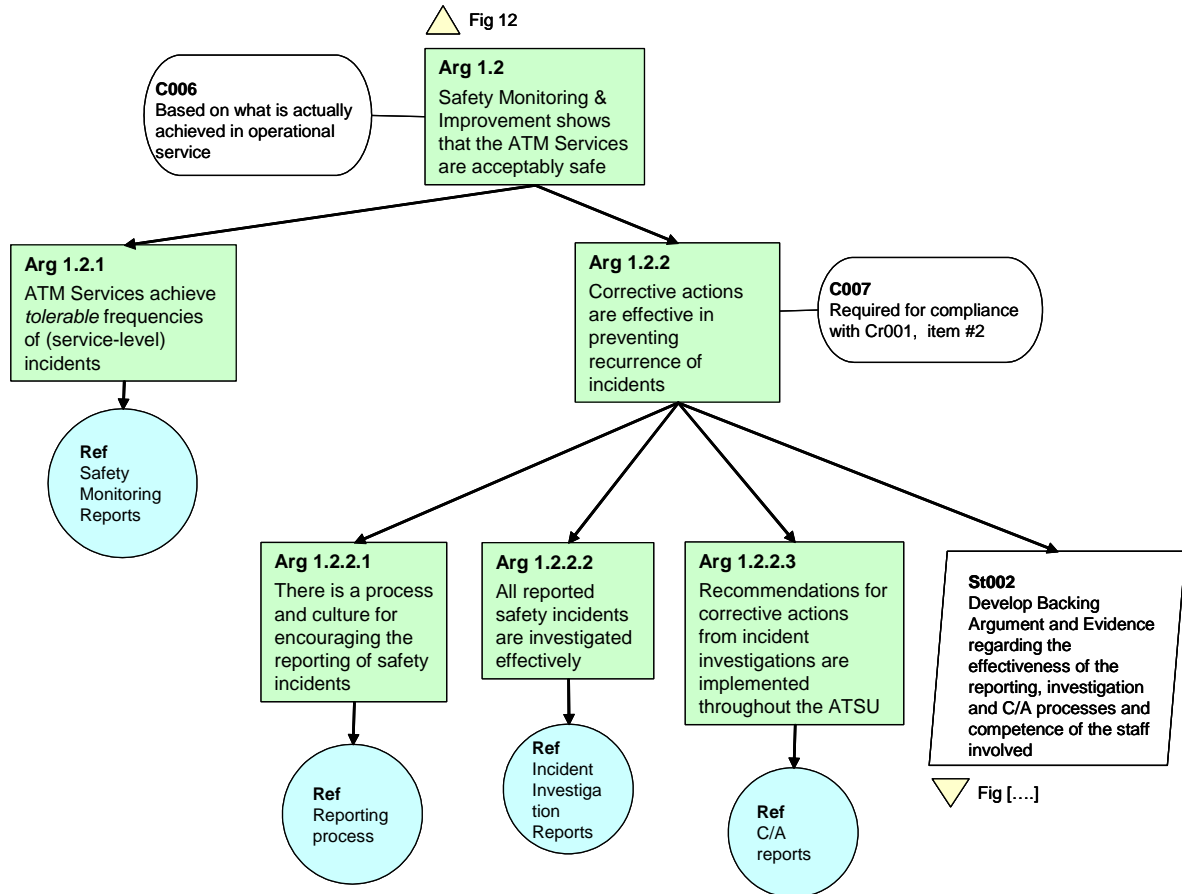 Fig 12
Arg 1.2
Safety Monitoring &
Improvement shows
that the ATM Services
are acceptably safe
C006
Based on what is actually
achieved in operational
service
Arg 1.2.1
ATM Services achieve
tolerable frequencies
of (service-level)
incidents
Arg 1.2.2
Corrective actions
are effective in
preventing
recurrence of
incidents
C007
Required for compliance
with Cr001, item #2
Ref
Safety
Monitoring
Reports
Arg 1.2.2.1
There is a process
and culture for
encouraging the
reporting of safety
incidents
Arg 1.2.2.2
All reported
safety incidents
are investigated
effectively
Arg 1.2.2.3
Recommendations for
corrective actions
from incident
investigations are
implemented
throughout the ATSU
St002
Develop Backing
Argument and Evidence
regarding the
effectiveness of the
reporting, investigation
and C/A processes and
competence of the staff
involved
Ref
Reporting
process
Ref
Incident
Investiga
tion
Reports
Ref
C/A
reports
Fig [....]